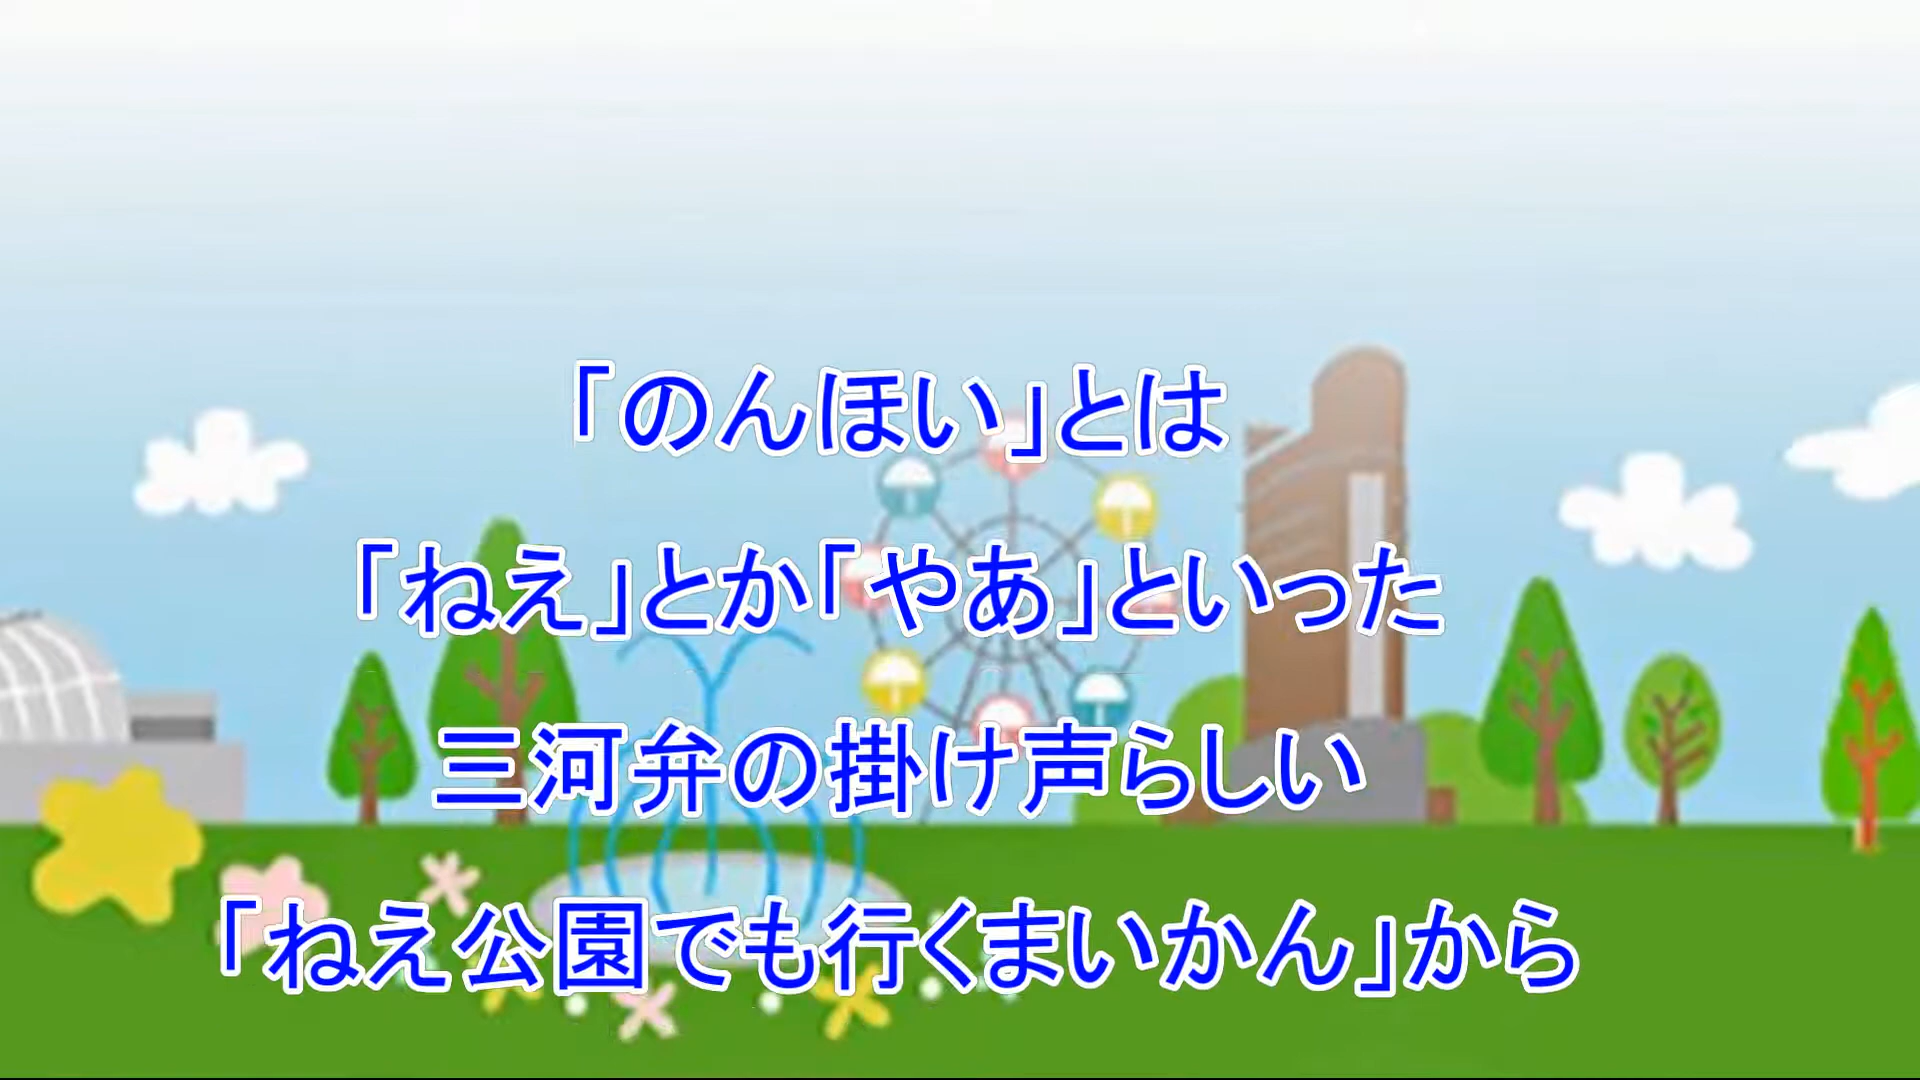 「のんほい」とは
「ねえ」とか「やあ」といった
三河弁の掛け声らしい
「ねえ公園でも行くまいかん」から